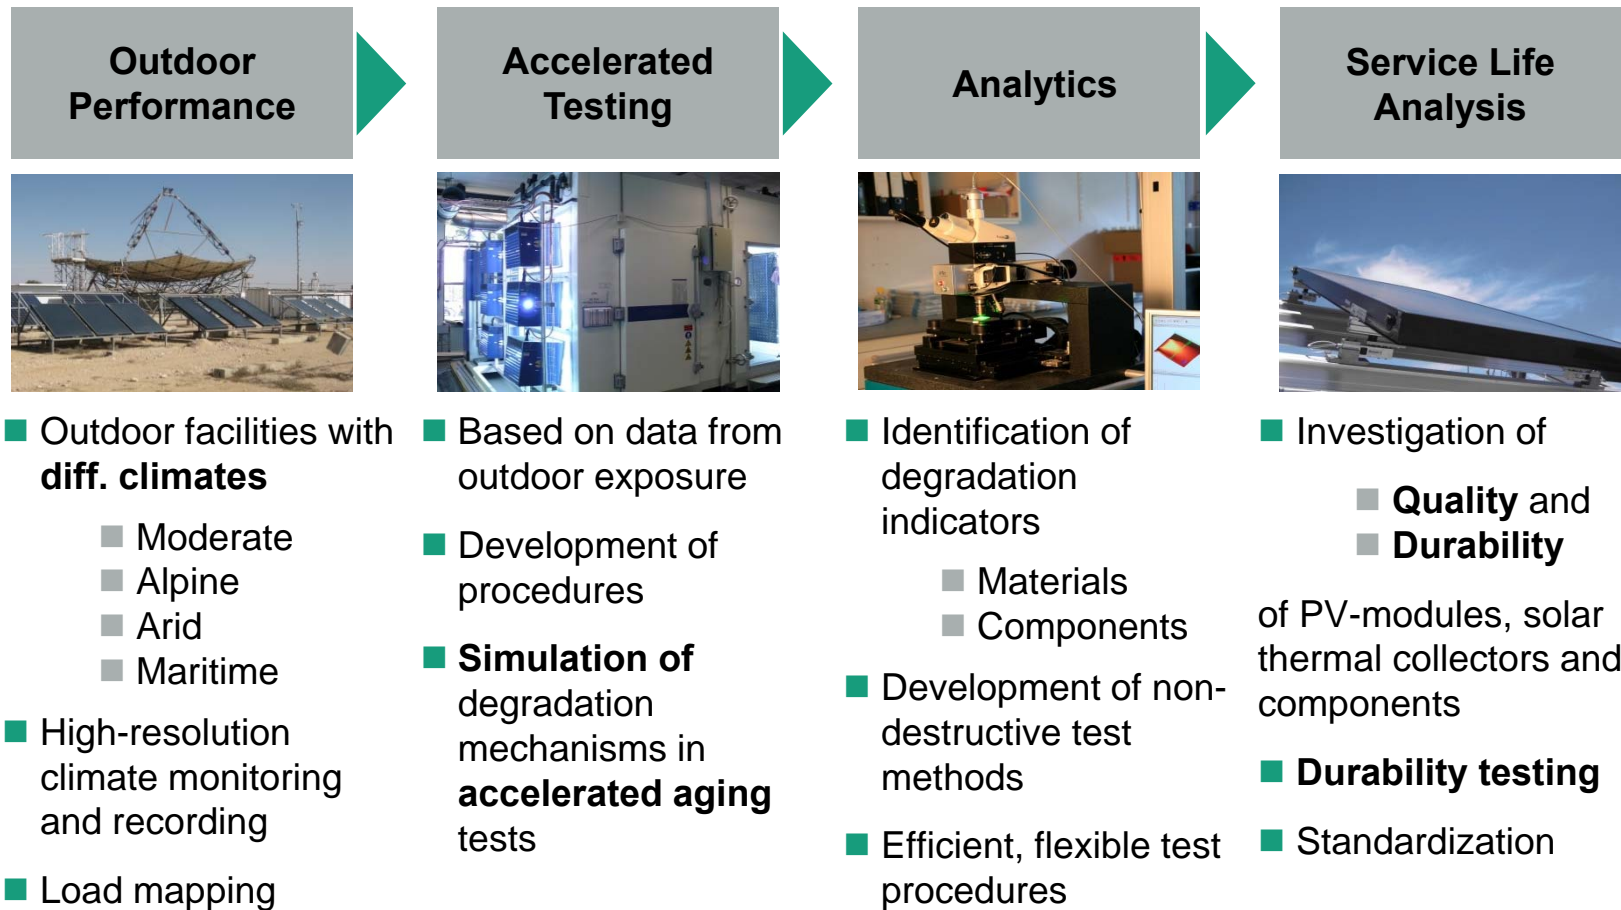 Outdoor
Performance
Accelerated
Testing
Analytics
Service Life
Analysis
Outdoor facilities with
diff. climates
Moderate
Alpine
Arid
Maritime
High-resolution
climate monitoring
and recording
Load mapping
Based on data from
outdoor exposure
Development of
procedures
Simulation of
degradation
mechanisms in
accelerated aging
tests
Identification of
degradation
indicators
Materials
Components
Development of non-
destructive test
methods
Efficient, flexible test
procedures
Investigation of
Quality and
Durability
of PV-modules, solar
thermal collectors and
components
Durability testing
Standardization